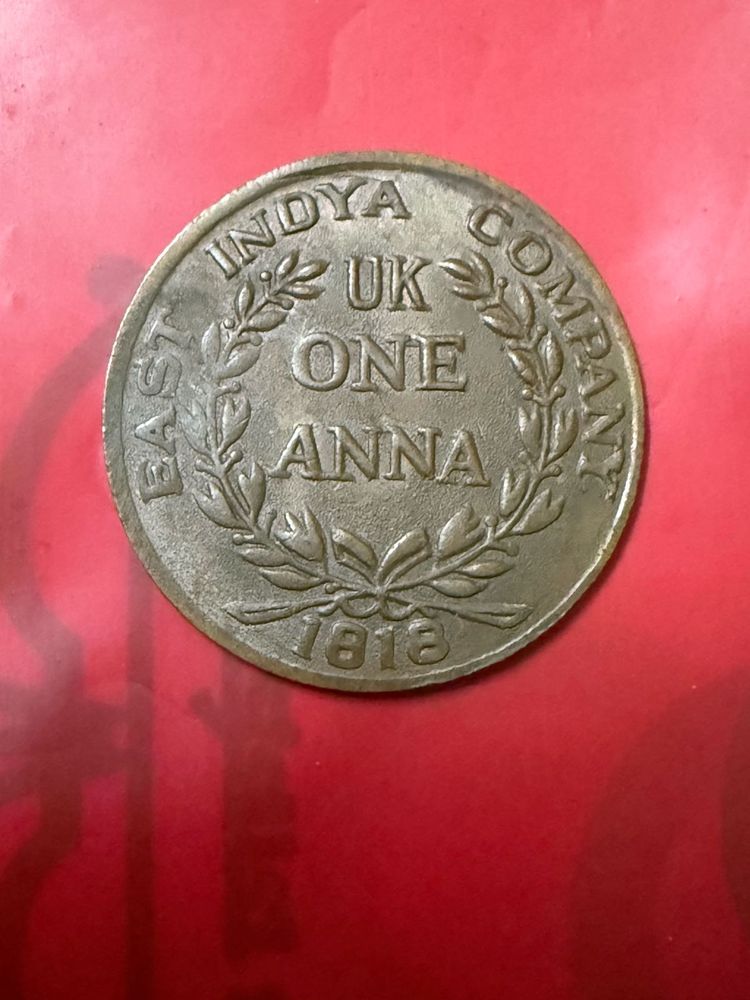 EAST INDYA COMPANY
UK
ONE
ANNA
1818